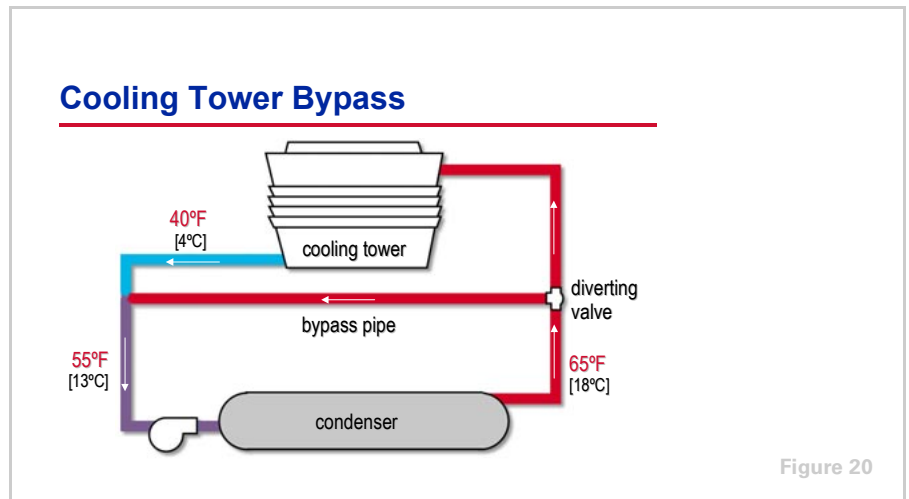 Cooling Tower Bypass
40ºF
[4ºC]
cooling tower
diverting
valve
bypass pipe
55ºF
[13ºC]
65ºF
[18ºC]
condenser
Figure 20